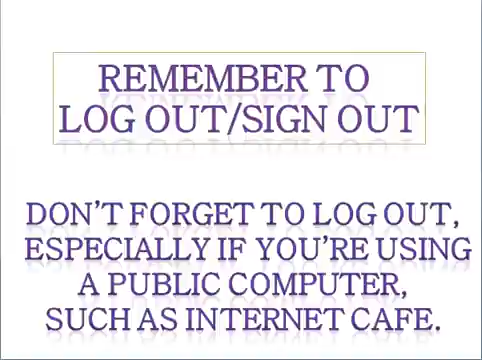 REMEMBER TO
LOG OUT/SIGN OUT
DON'T FORGET TO LOG OUT,
ESPECIALLY IF YOU'RE USING
A PUBLIC COMPUTER,
SUCH AS INTERNET CAFE.